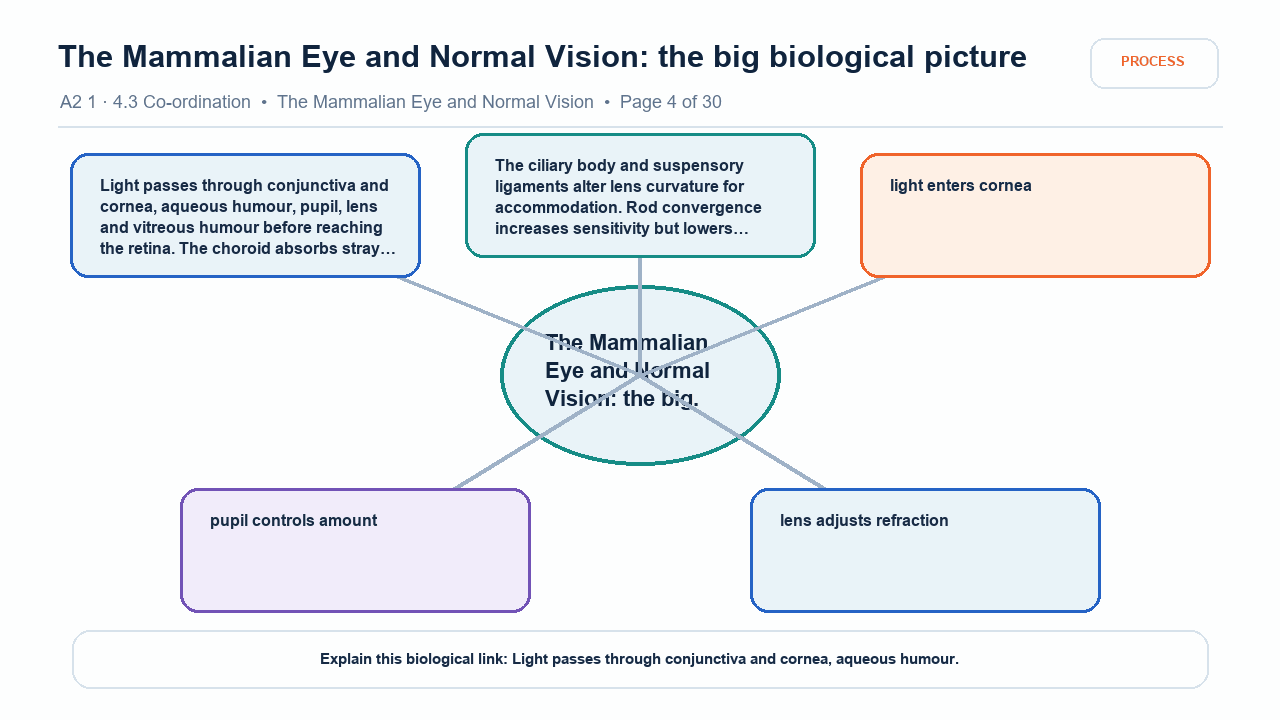 The Mammalian Eye and Normal Vision: the big biological picture
PROCESS
A2 1 · 4.3 Co-ordination • The Mammalian Eye and Normal Vision • Page 4 of 30
Light passes through conjunctiva and
cornea, aqueous humour, pupil, lens
and vitreous humour before reaching
the retina. The choroid absorbs stray…
The ciliary body and suspensory
ligaments alter lens curvature for
accommodation. Rod convergence
increases sensitivity but lowers…
light enters cornea
The Mammalian
Eye and Normal
Vision: the big.
pupil controls amount
lens adjusts refraction
Explain this biological link: Light passes through conjunctiva and cornea, aqueous humour.